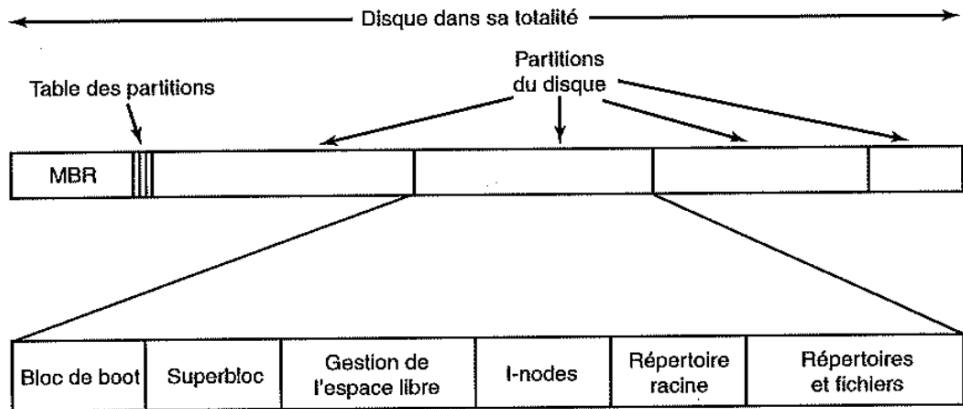 Disque dans sa totalité
Partitions
du disque
Table des partitions
MBR
Bloc de boot
Superbloc
Gestion de
l'espace libre
I-nodes
Répertoire
racine
Répertoires
et fichiers